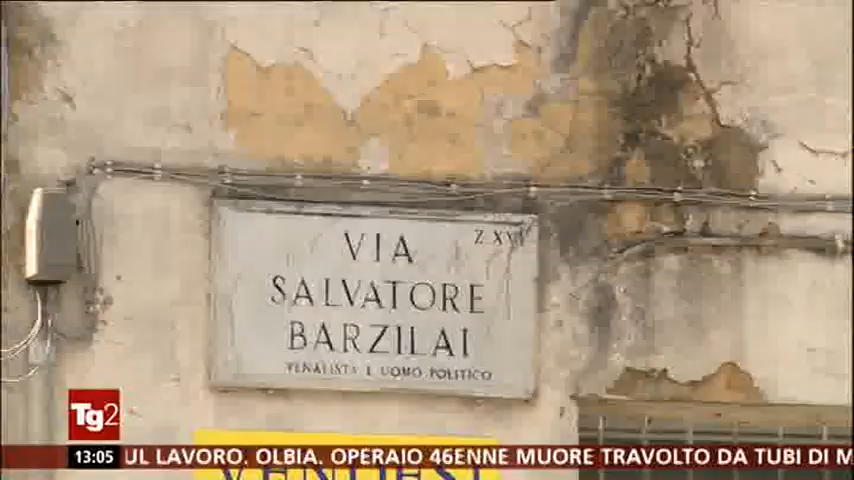 Z. XVI
VIA
SALVATORE
BARZILAI
PENALISTA E UOMO POLITICO
Tg2
13:05 UL LAVORO. OLBIA. OPERAIO 46ENNE MUORE TRAVOLTO DA TUBI DI M